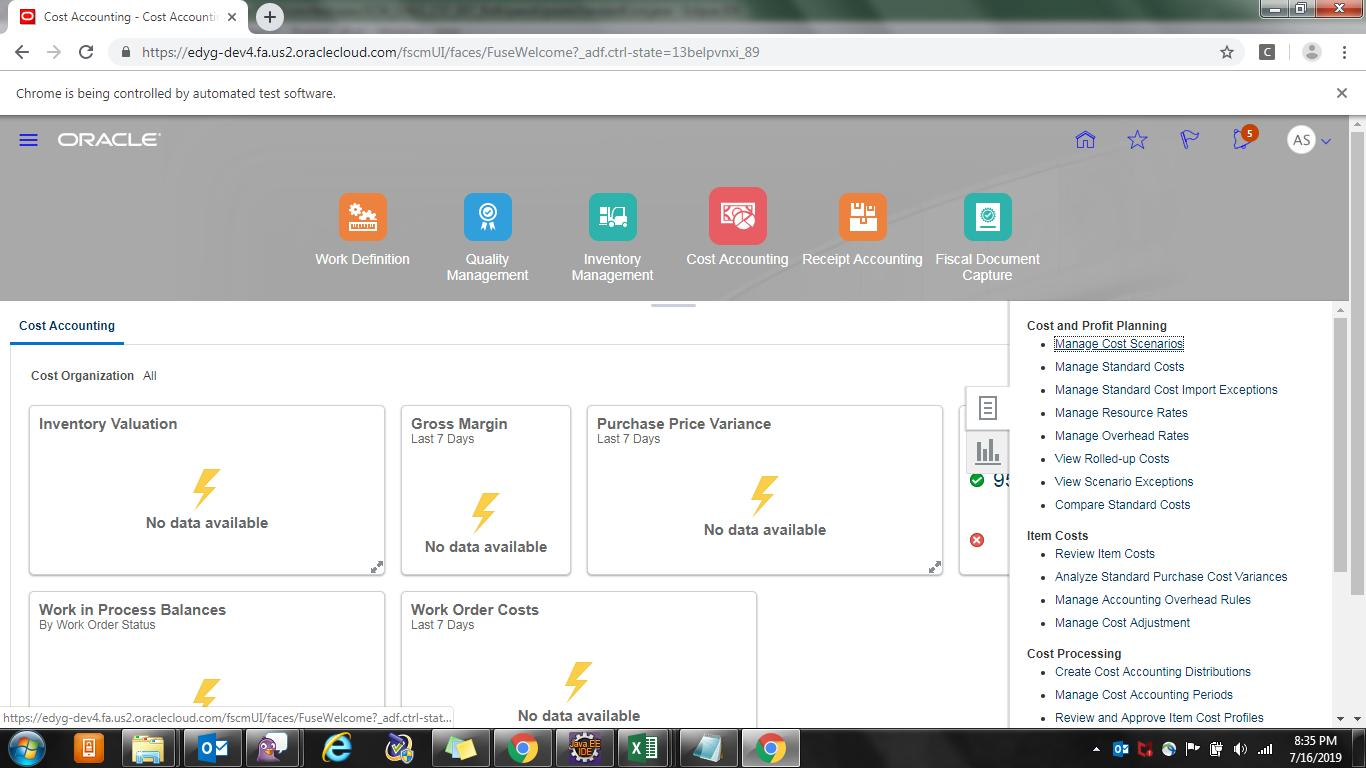 Cost Accounting - Cost Accountin
https://edyg-dev4.fa.us2.oraclecloud.com/fscmUI/faces/FuseWelcome?_adf.ctrl-state=13belpvnxi_89
C
Chrome is being controlled by automated test software.
ORACLE
5
AS
Work Definition
Quality
Management
Inventory
Management
Cost Accounting
Receipt Accounting
Fiscal Document
Capture
Cost Accounting
Cost Organization All
Inventory Valuation
No data available
Gross Margin
Last 7 Days
No data available
Purchase Price Variance
Last 7 Days
No data available
95
Work in Process Balances
By Work Order Status
Work Order Costs
Last 7 Days
No data available
Cost and Profit Planning
Manage Cost Scenarios
Manage Standard Costs
Manage Standard Cost Import Exceptions
Manage Resource Rates
Manage Overhead Rates
View Rolled-up Costs
View Scenario Exceptions
Compare Standard Costs
Item Costs
Review Item Costs
Analyze Standard Purchase Cost Variances
Manage Accounting Overhead Rules
Manage Cost Adjustment
Cost Processing
Create Cost Accounting Distributions
Manage Cost Accounting Periods
Review and Approve Item Cost Profiles
https://edyg-dev4.fa.us2.oraclecloud.com/fscmUI/faces/FuseWelcome?_adf.ctrl-stat...
Java EE
IDE
8:35 PM
7/16/2019